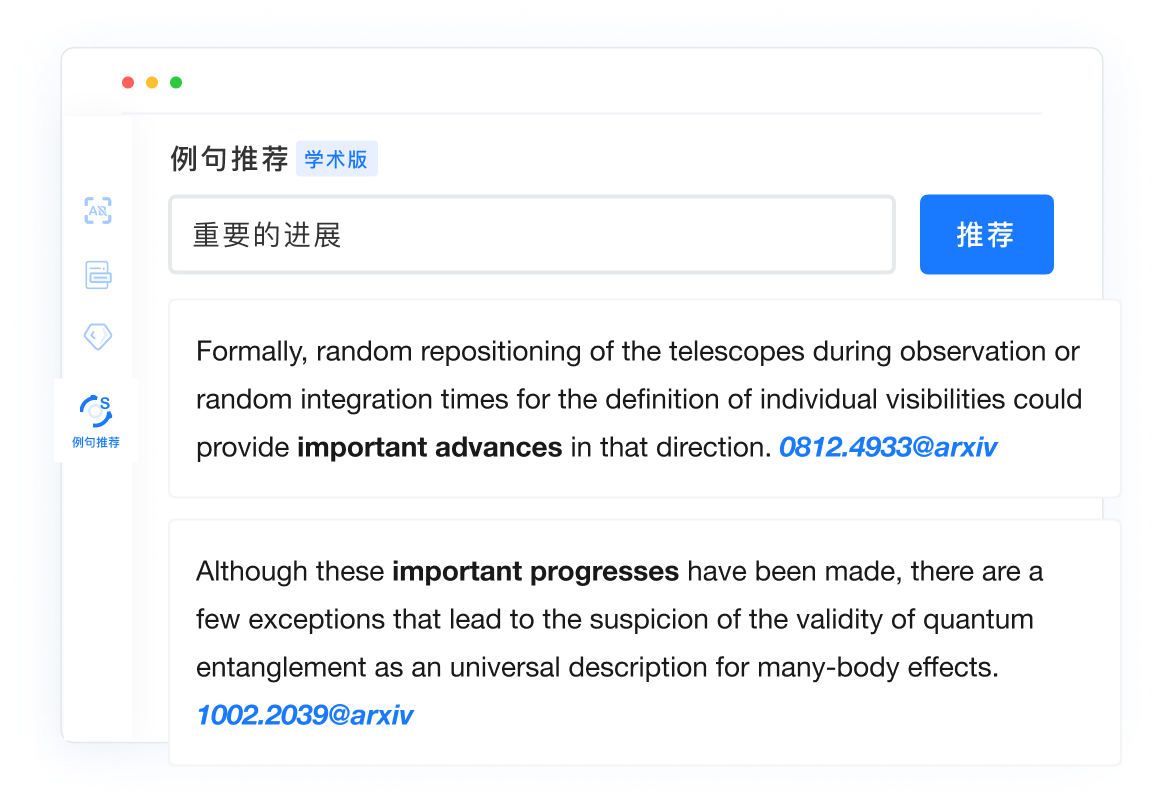 例句推荐 学术版
重要的进展 推荐
例句推荐
Formally, random repositioning of the telescopes during observation or
random integration times for the definition of individual visibilities could
provide important advances in that direction. 0812.4933@arxiv
Although these important progresses have been made, there are a
few exceptions that lead to the suspicion of the validity of quantum
entanglement as an universal description for many-body effects.
1002.2039@arxiv